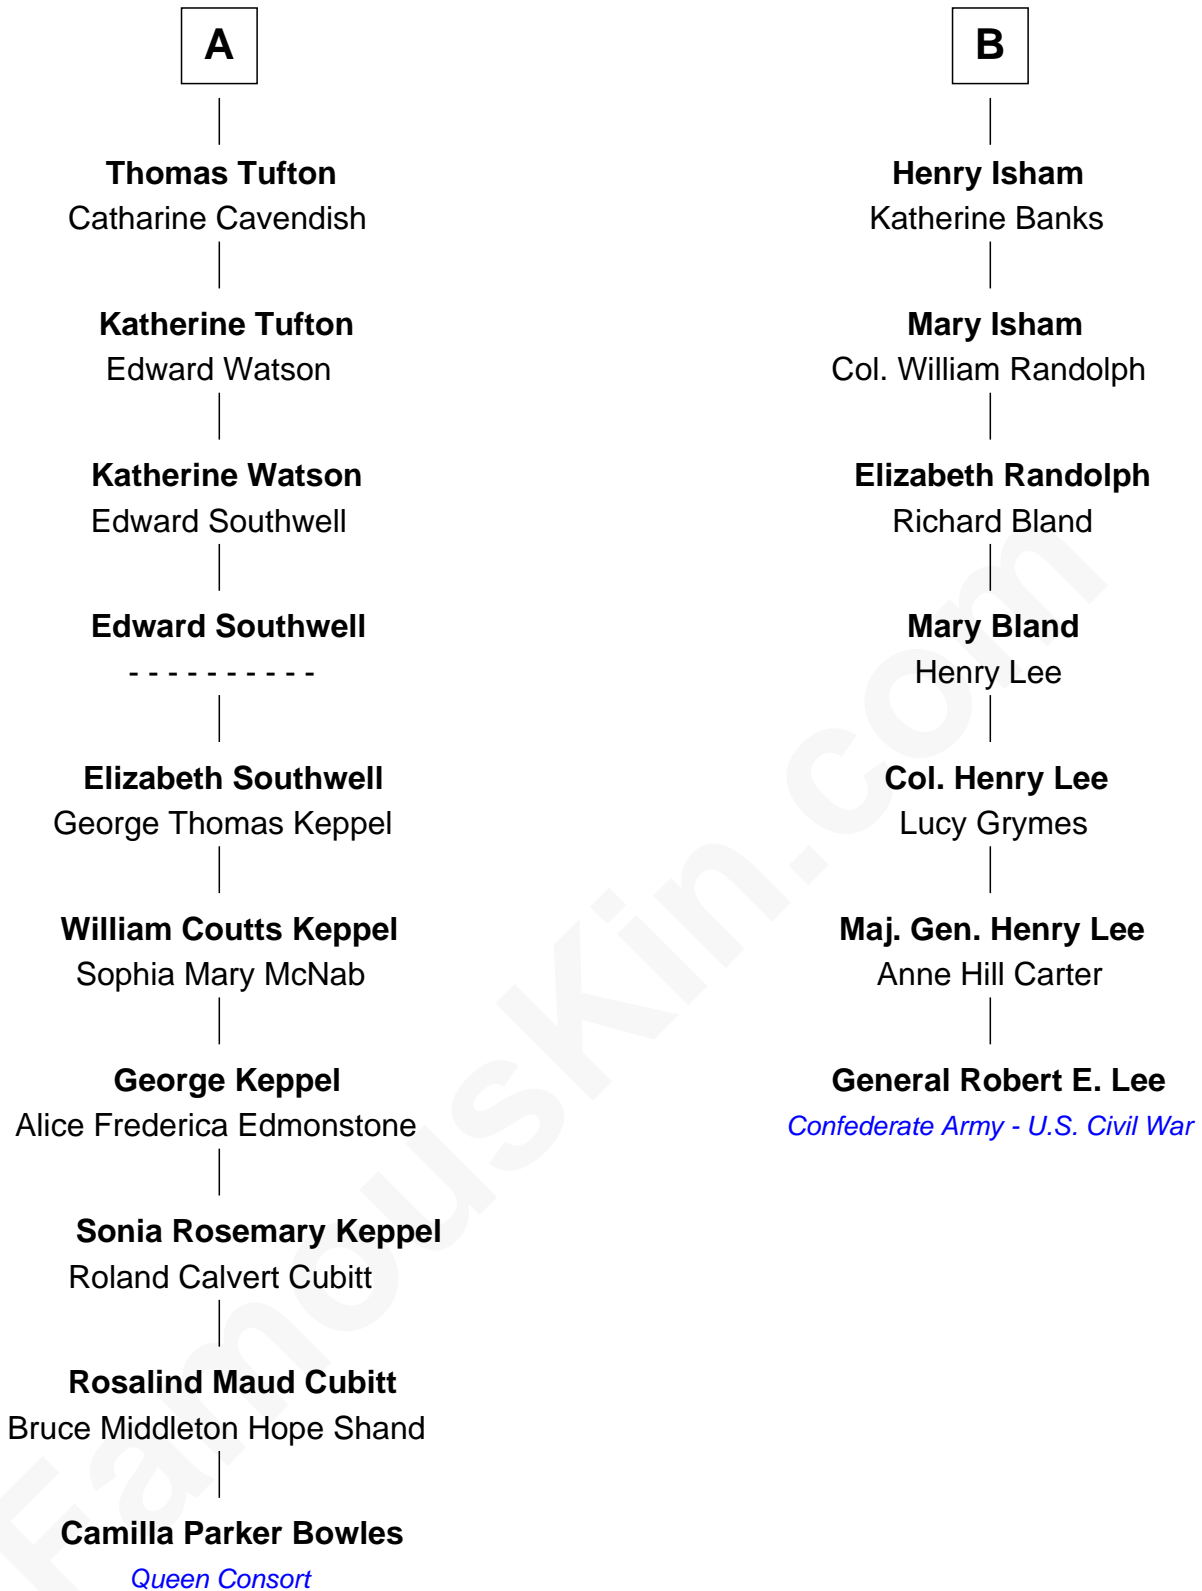 A
Thomas Tufton
Catharine Cavendish
Katherine Tufton
Edward Watson
Katherine Watson
Edward Southwell
Edward Southwell
- - - - - - - - - -
Elizabeth Southwell
George Thomas Keppel
William Coutts Keppel
Sophia Mary McNab
George Keppel
Alice Frederica Edmonstone
Sonia Rosemary Keppel
Roland Calvert Cubitt
Rosalind Maud Cubitt
Bruce Middleton Hope Shand
Camilla Parker Bowles
Queen Consort
B
Henry Isham
Katherine Banks
Mary Isham
Col. William Randolph
Elizabeth Randolph
Richard Bland
Mary Bland
Henry Lee
Col. Henry Lee
Lucy Grymes
Maj. Gen. Henry Lee
Anne Hill Carter
General Robert E. Lee
Confederate Army - U.S. Civil War
FamousKin.com